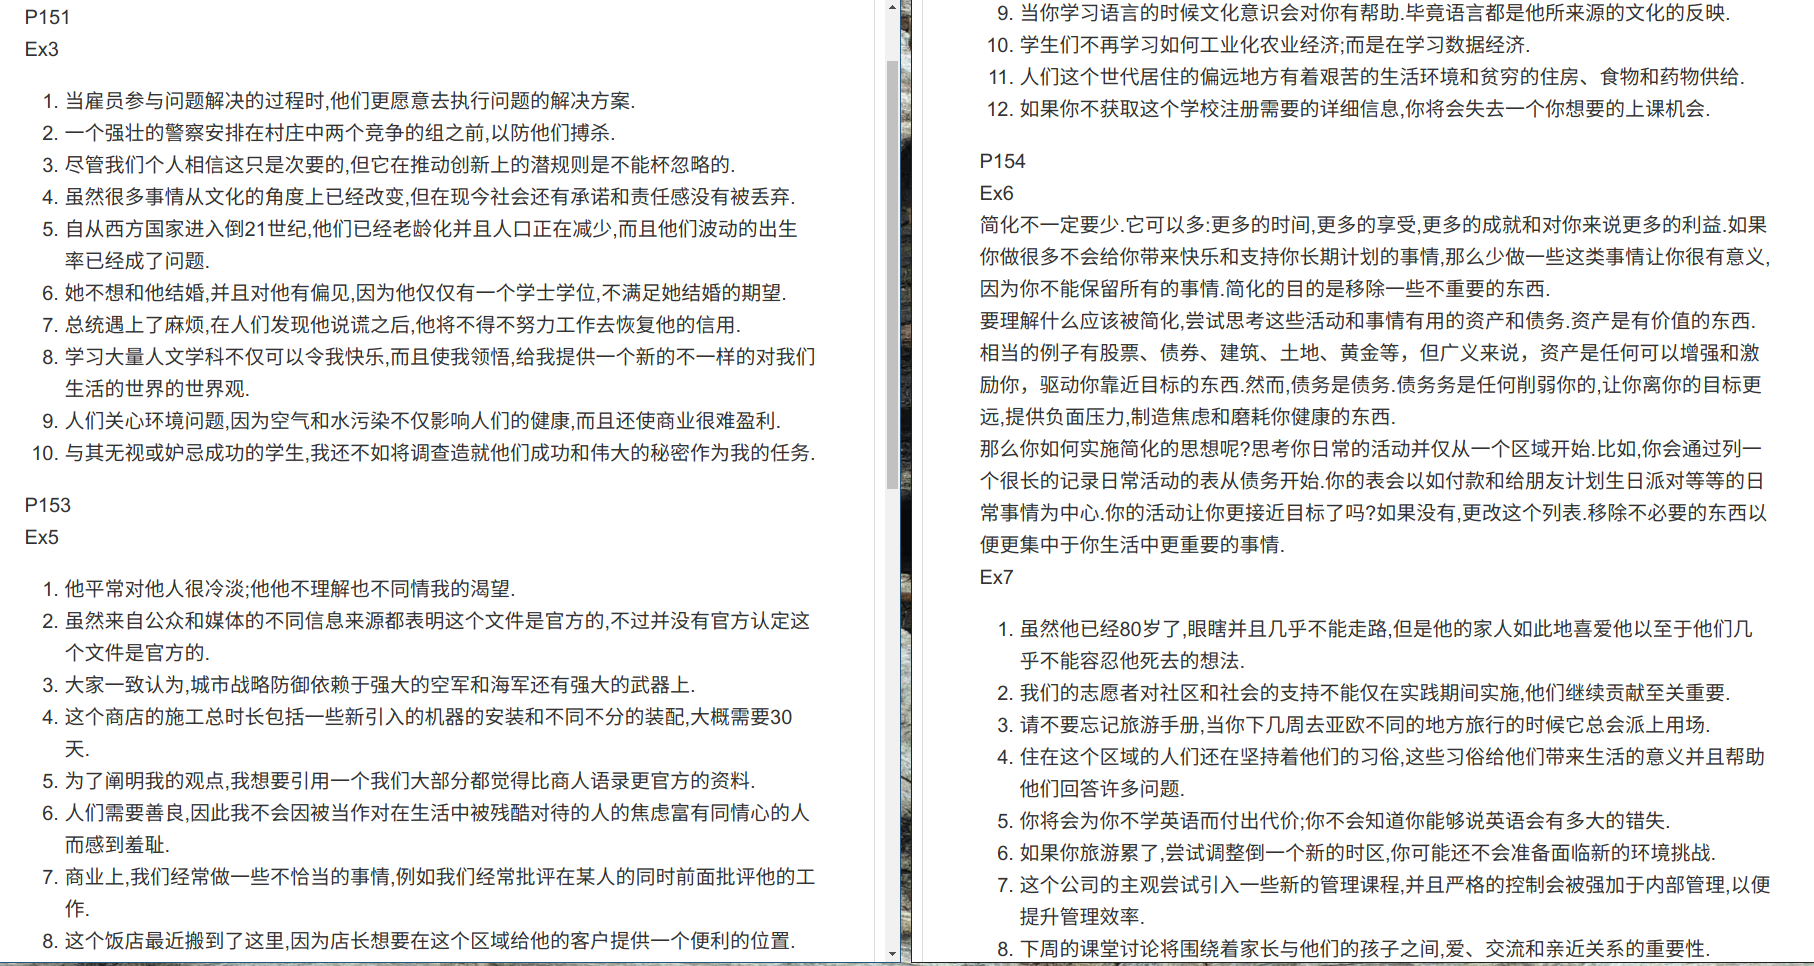 P151
Ex3
1. 当雇员参与问题解决的过程时,他们更愿意去执行问题的解决方案.
2. 一个强壮的警察安排在村庄中两个竞争的组之前,以防他们搏杀.
3. 尽管我们个人相信这只是次要的,但它在推动创新上的潜规则是不能杯忽略的.
4. 虽然很多事情从文化的角度上已经改变,但在现今社会还有承诺和责任感没有被丢弃.
5. 自从西方国家进入倒21世纪,他们已经老龄化并且人口正在减少,而且他们波动的出生
率已经成了问题.
6. 她不想和他结婚,并且对他有偏见,因为他仅仅有一个学士学位,不满足她结婚的期望.
7. 总统遇上了麻烦,在人们发现他说谎之后,他将不得不努力工作去恢复他的信用.
8. 学习大量人文学科不仅可以令我快乐,而且使我领悟,给我提供一个新的不一样的对我们
生活的世界的世界观.
9. 人们关心环境问题,因为空气和水污染不仅影响人们的健康,而且还使商业很难盈利.
10. 与其无视或妒忌成功的学生,我还不如将调查造就他们成功和伟大的秘密作为我的任务.
P153
Ex5
1. 他平常对他人很冷淡;他他不理解也不同情我的渴望.
2. 虽然来自公众和媒体的不同信息来源都表明这个文件是官方的,不过并没有官方认定这
个文件是官方的.
3. 大家一致认为,城市战略防御依赖于强大的空军和海军还有强大的武器上.
4. 这个商店的施工总时长包括一些新引入的机器的安装和不同不分的装配,大概需要30
天.
5. 为了阐明我的观点,我想要引用一个我们大部分都觉得比商人语录更官方的资料.
6. 人们需要善良,因此我不会因被当作对在生活中被残酷对待的人的焦虑富有同情心的人
而感到羞耻.
7. 商业上,我们经常做一些不恰当的事情,例如我们经常批评在某人的同时前面批评他的工
作.
8. 这个饭店最近搬到了这里,因为店长想要在这个区域给他的客户提供一个便利的位置.
9. 当你学习语言的时候文化意识会对你有帮助.毕竟语言都是他所来源的文化的反映.
10. 学生们不再学习如何工业化农业经济;而是在学习数据经济.
11. 人们这个世代居住的偏远地方有着艰苦的生活环境和贫穷的住房、食物和药物供给.
12. 如果你不获取这个学校注册需要的详细信息,你将会失去一个你想要的上课机会.
P154
Ex6
简化不一定要少.它可以多:更多的时间,更多的享受,更多的成就和对你来说更多的利益.如果
你做很多不会给你带来快乐和支持你长期计划的事情,那么少做一些这类事情让你很有意义,
因为你不能保留所有的事情.简化的目的是移除一些不重要的东西.
要理解什么应该被简化,尝试思考这些活动和事情有用的资产和债务.资产是有价值的东西.
相当的例子有股票、债券、建筑、土地、黄金等，但广义来说，资产是任何可以增强和激
励你，驱动你靠近目标的东西.然而,债务是债务.债务务是任何削弱你的,让你离你的目标更
远,提供负面压力,制造焦虑和磨耗你健康的东西.
那么你如何实施简化的思想呢?思考你日常的活动并仅从一个区域开始.比如,你会通过列一
个很长的记录日常活动的表从债务开始.你的表会以如付款和给朋友计划生日派对等等的日
常事情为中心.你的活动让你更接近目标了吗?如果没有,更改这个列表.移除不必要的东西以
便更集中于你生活中更重要的事情.
Ex7
1. 虽然他已经80岁了,眼瞎并且几乎不能走路,但是他的家人如此地喜爱他以至于他们几
乎不能容忍他死去的想法.
2. 我们的志愿者对社区和社会的支持不能仅在实践期间实施,他们继续贡献至关重要.
3. 请不要忘记旅游手册,当你下几周去亚欧不同的地方旅行的时候它总会派上用场.
4. 住在这个区域的人们还在坚持着他们的习俗,这些习俗给他们带来生活的意义并且帮助
他们回答许多问题.
5. 你将会为你不学英语而付出代价;你不会知道你能够说英语会有多大的错失.
6. 如果你旅游累了,尝试调整倒一个新的时区,你可能还不会准备面临新的环境挑战.
7. 这个公司的主观尝试引入一些新的管理课程,并且严格的控制会被强加于内部管理,以便
提升管理效率.
8. 下周的课堂讨论将围绕着家长与他们的孩子之间,爱、交流和亲近关系的重要性.